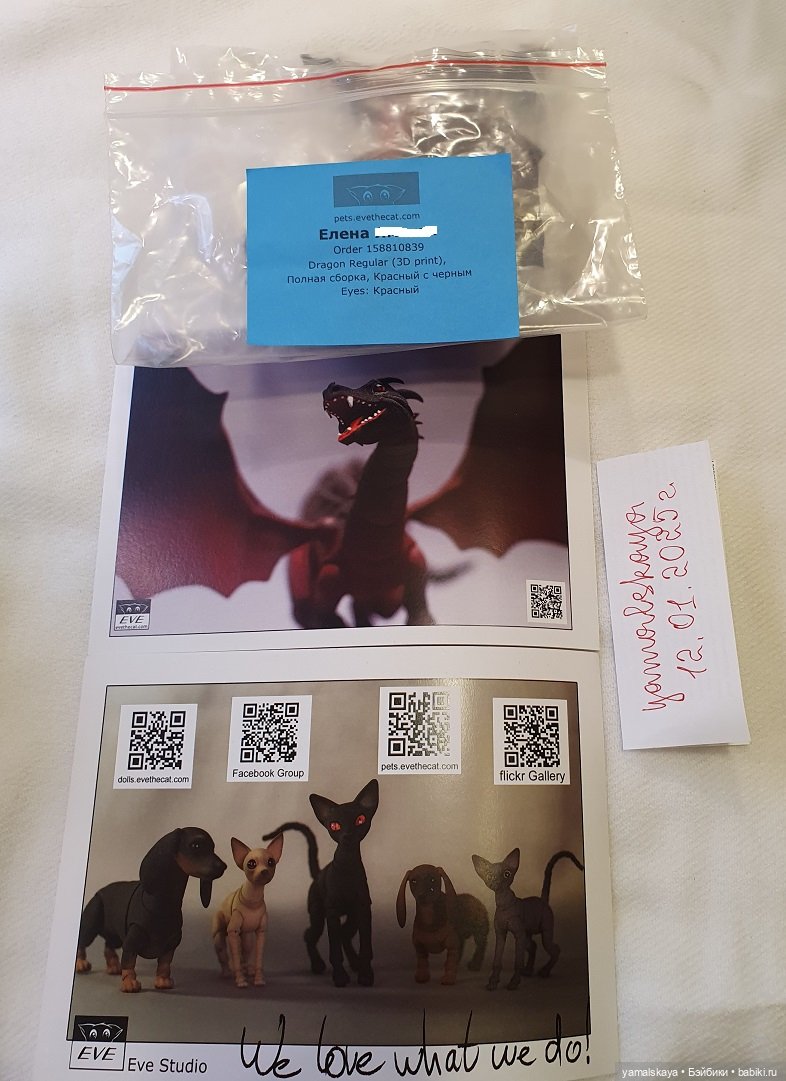 pets.evethecat.com
Елена
Order 158810839
Dragon Regular (3D print),
Полная сборка, Красный с черным
Eyes: Красный
EVE
evethecat.com
yamalskaya
12.01.2025г
dolls.evethecat.com
Facebook Group
pets.evethecat.com
flickr Gallery
EVE
Eve Studio
We love what we do!
yamalskaya • Бэйбики • babiki.ru